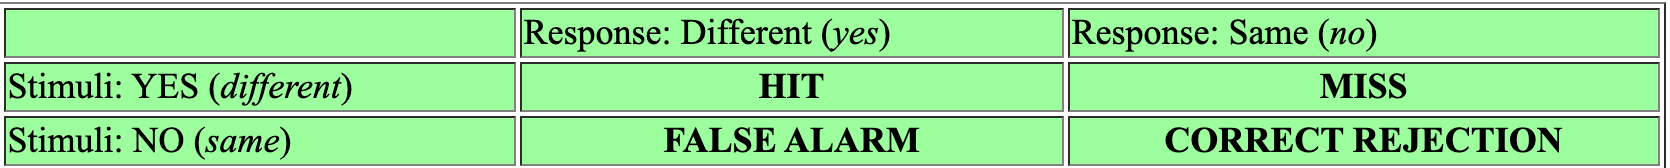 Response: Different (yes) Response: Same (no)
Stimuli: YES (different) HIT MISS
Stimuli: NO (same) FALSE ALARM CORRECT REJECTION